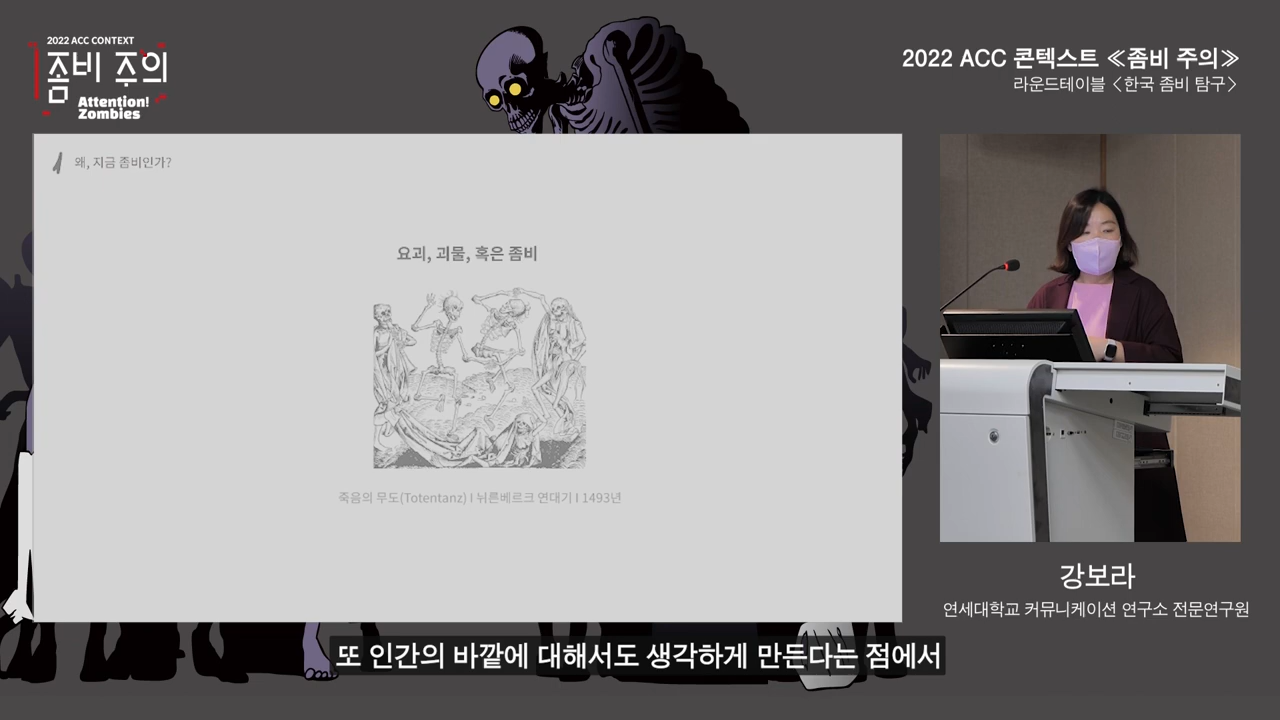 2022 ACC CONTEXT
좀비 주의
Attention!
Zombies
2022 ACC 콘텍스트 ≪좀비 주의≫
라운드테이블 〈한국 좀비 탐구〉
왜, 지금 좀비인가?
요괴, 괴물, 혹은 좀비
죽음의 무도(Totentanz) I 뉘른베르크 연대기 I 1493년
강보라
연세대학교 커뮤니케이션 연구소 전문연구원
또 인간의 바깥에 대해서도 생각하게 만든다는 점에서